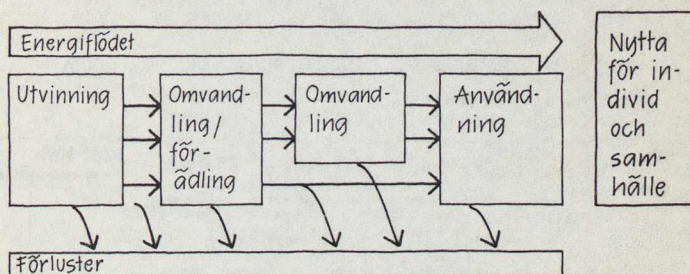 Energiflödet
Utvinning
Omvand-
ling/
för-
ädling
Omvand-
ling
Använd-
ning
Nytta
för in-
divid
och
sam-
hälle
Förluster